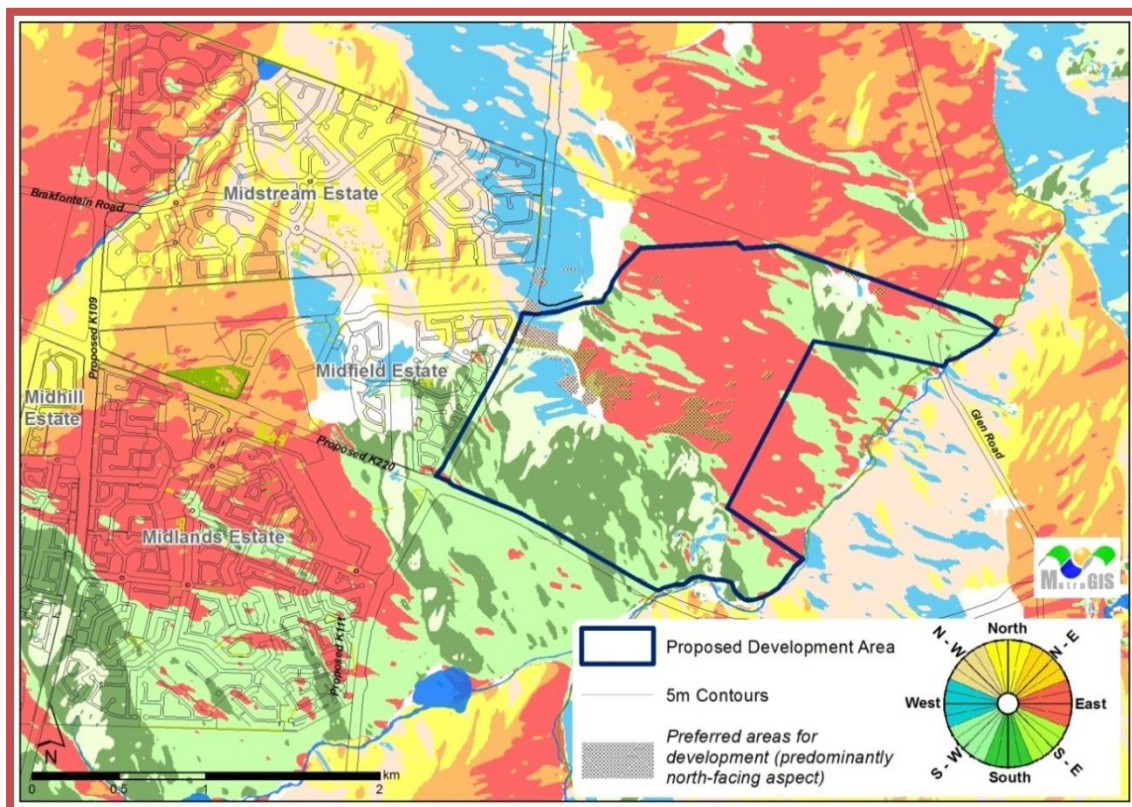 Brakfontein Road
Midstream Estate
Proposed K109
Midfield Estate
Midhill
Estate
Proposed K220
Glen Road
Midlands Estate
Proposed K111
MetroGIS
Proposed Development Area
5m Contours
Preferred areas for
development (predominantly
north-facing aspect)
North
N - W
N - E
West
East
S - W
S - E
South
N
km
0
0.5
1
2